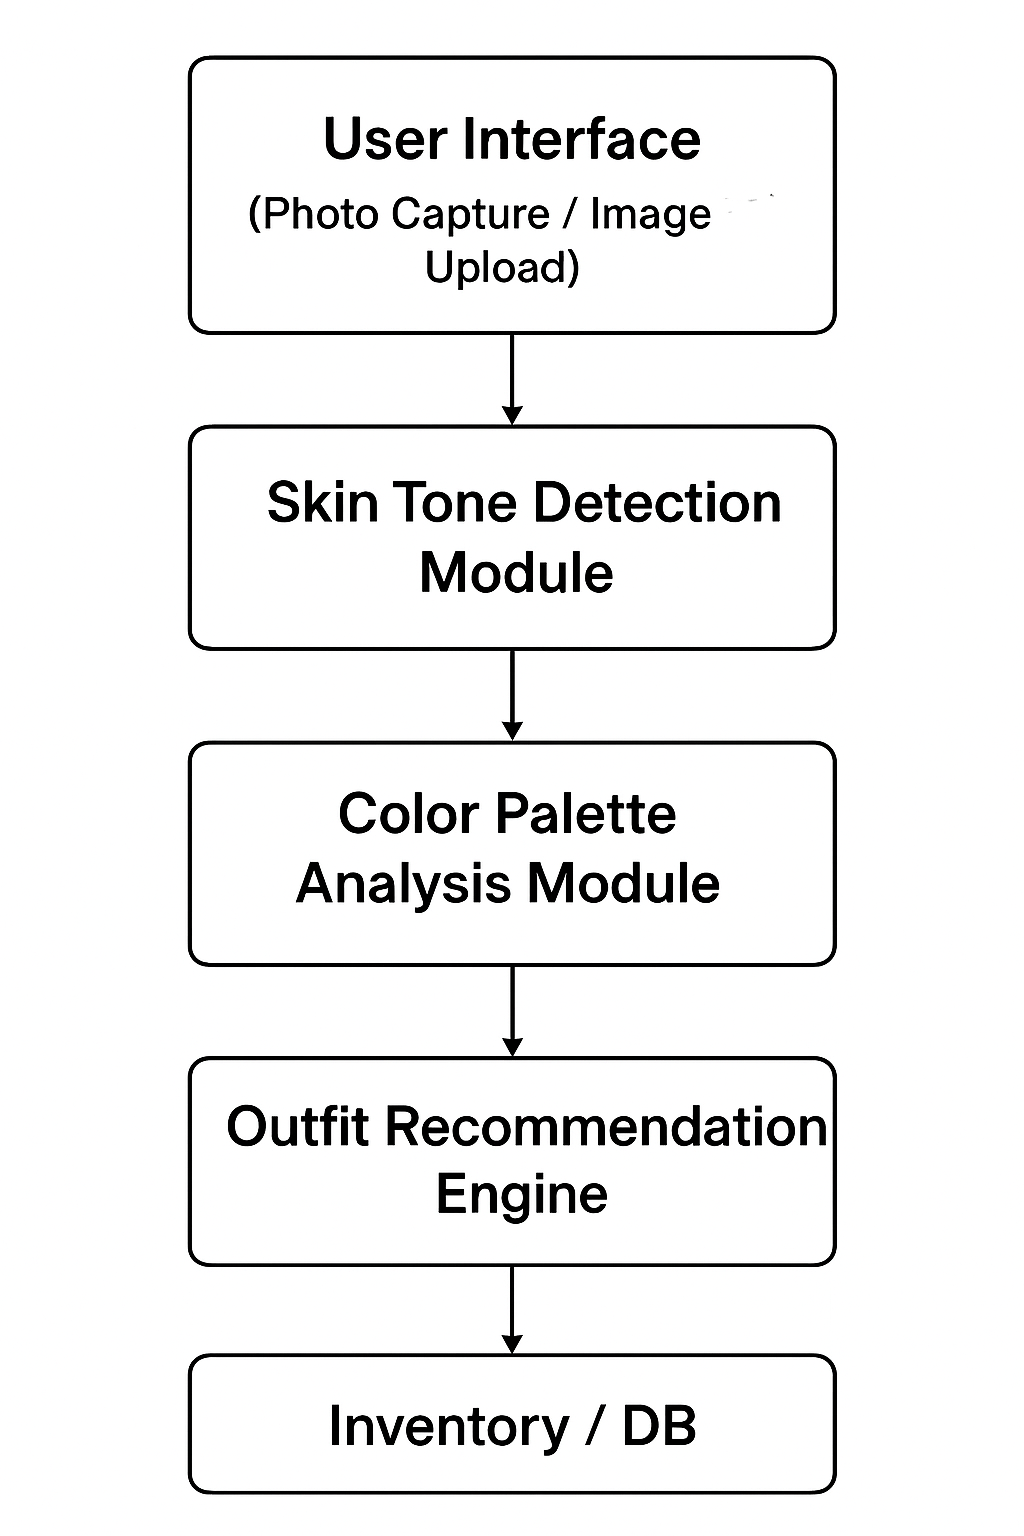 User Interface
(Photo Capture / Image
Upload)
Skin Tone Detection
Module
Color Palette
Analysis Module
Outfit Recommendation
Engine
Inventory / DB